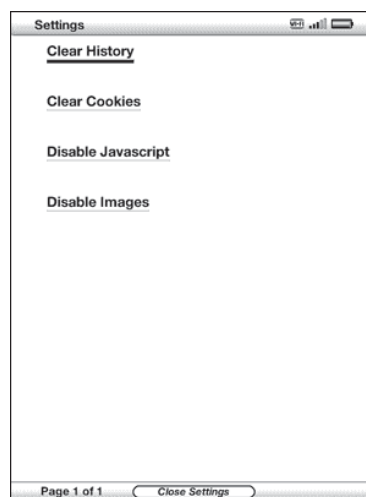 Settings
Clear History
Clear Cookies
Disable Javascript
Disable Images
Page 1 of 1 Close Settings